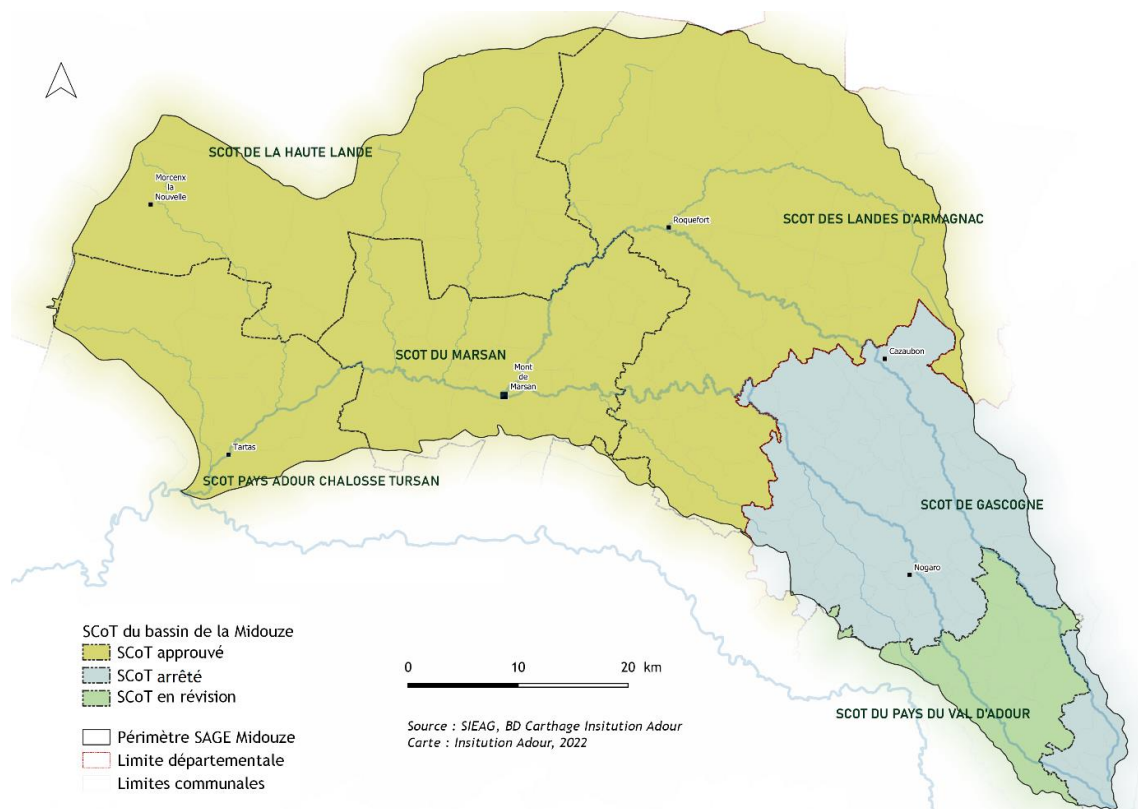 SCOT DE LA HAUTE LANDE
Morcenx
la
Nouvelle
Roquefort
SCOT DES LANDES D'ARMAGNAC
SCOT DU MARSAN
Mont
de
Marsan
Cazaubon
Tartas
SCOT PAYS ADOUR CHALOSSE TURSAN
SCOT DE GASCOGNE
Nogaro
SCOT DU PAYS DU VAL D'ADOUR
SCoT du bassin de la Midouze
SCoT approuvé
SCoT arrêté
SCoT en révision
Périmètre SAGE Midouze
Limite départementale
Limites communales
0 10 20 km
Source : SIEAG, BD Carthage Insitution Adour
Carte : Insitution Adour, 2022